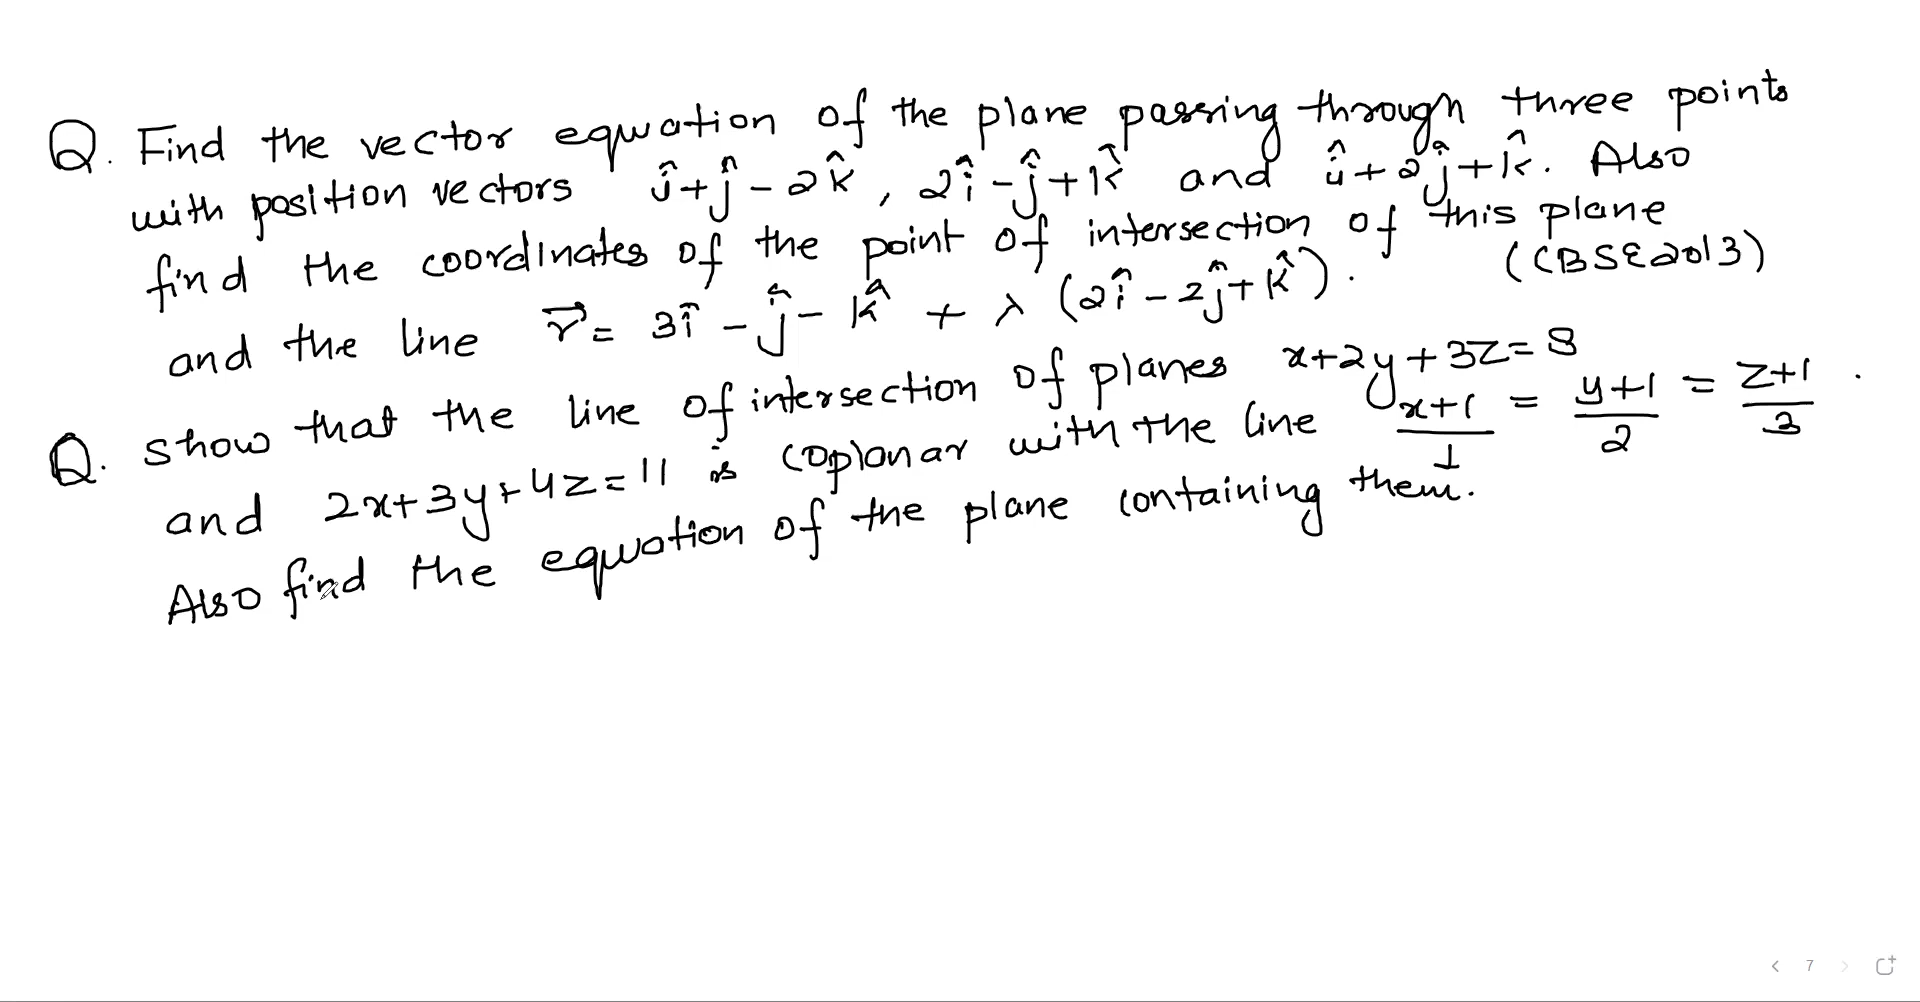 Q. Find the vector equation of the plane passing through three points
with position vectors î+ĵ-2k̂, 2î-ĵ+k̂ and î+2ĵ+k̂. Also
find the coordinates of the point of intersection of this plane
and the line r⃗= 3î-ĵ-k̂ + λ (2î-2ĵ+k̂). (CBSE2013)
Q. show that the line of intersection of planes x+2y+3z=8
and 2x+3y+4z=11 is coplanar with the line (x+1)/1 = (y+1)/2 = (z+1)/3.
Also find the equation of the plane containing them.
7